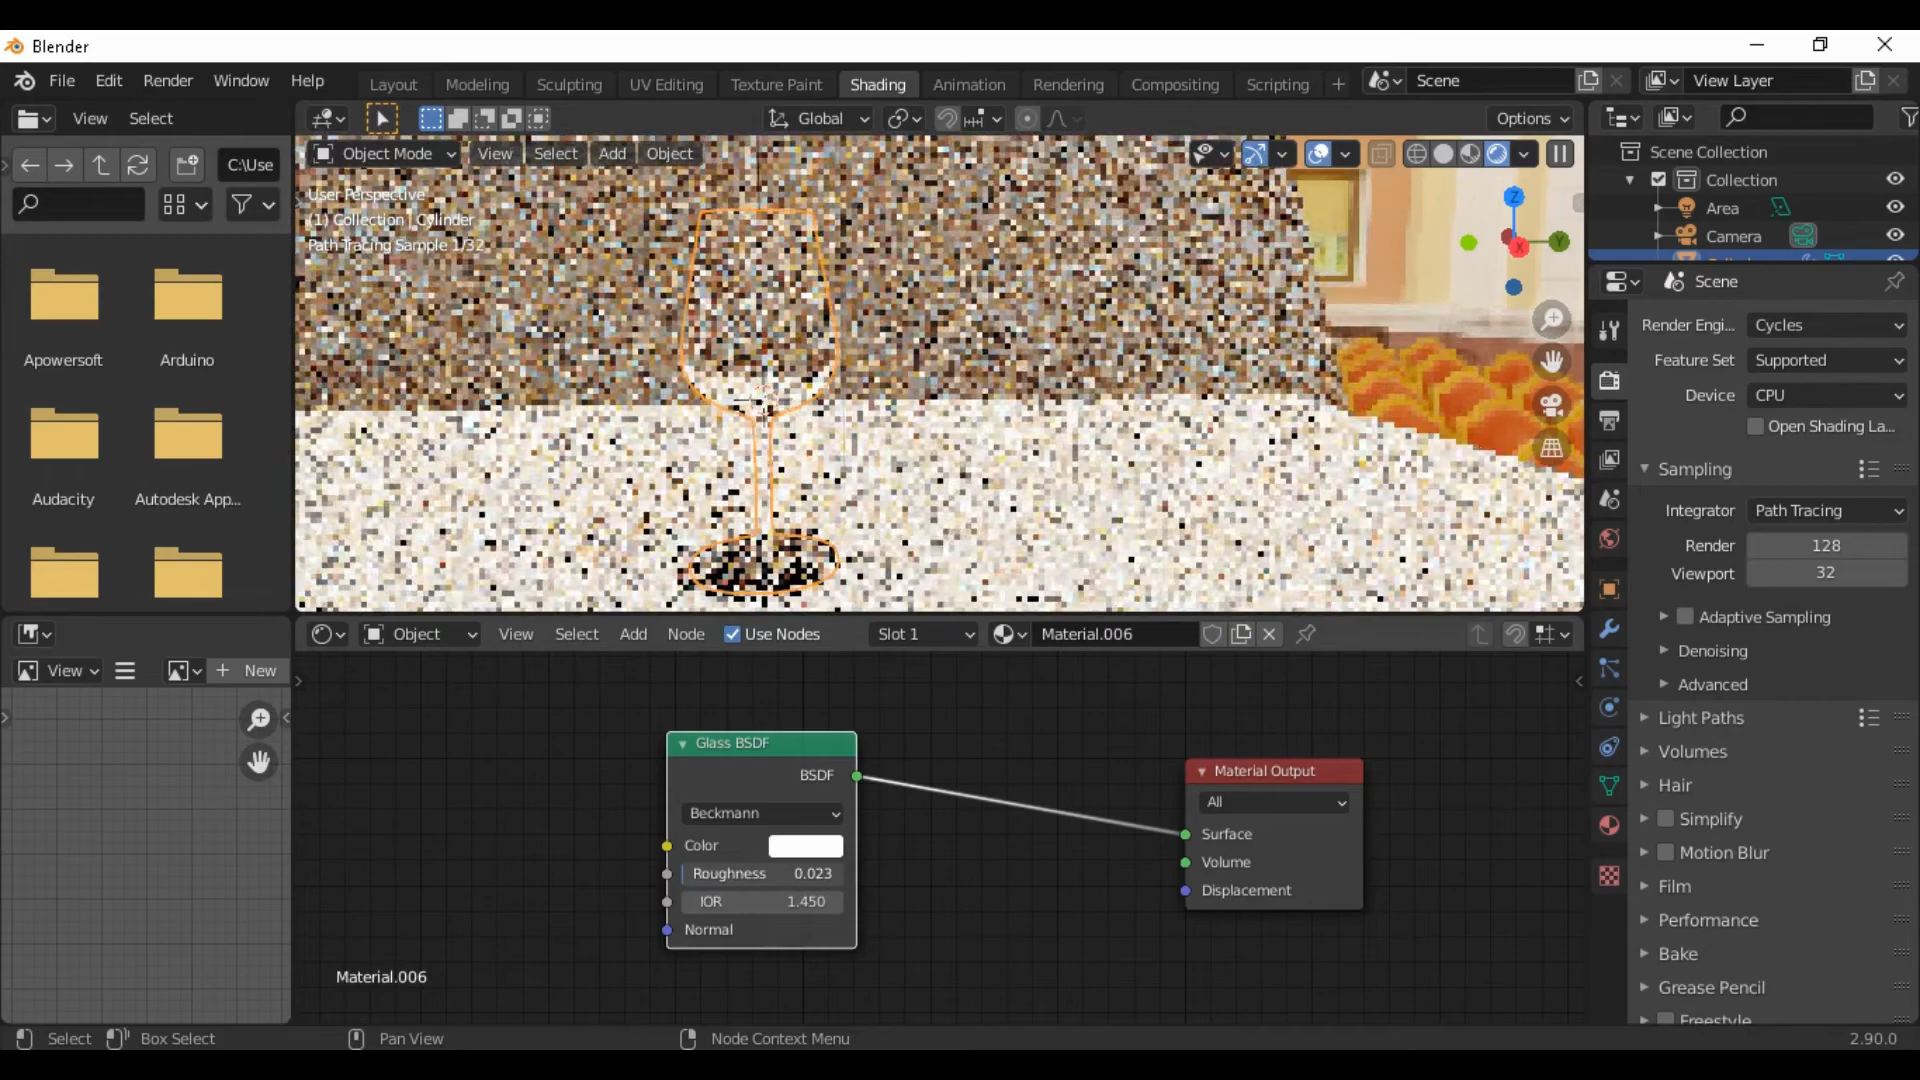 Blender
File Edit Render Window Help
Layout Modeling Sculpting UV Editing Texture Paint Shading Animation Rendering Compositing Scripting +
Scene
View Layer
View Select
Global
Options
C:\Use
Object Mode View Select Add Object
User Perspective
(1) Collection | Cylinder
Path Tracing Sample 1/32
Z
Y
X
Apowersoft
Arduino
Audacity
Autodesk App...
Scene Collection
Collection
Area
Camera
Scene
Render Engi... Cycles
Feature Set Supported
Device CPU
Open Shading La...
Sampling
Integrator Path Tracing
Render 128
Viewport 32
Adaptive Sampling
Denoising
Advanced
Light Paths
Volumes
Hair
Simplify
Motion Blur
Film
Performance
Bake
Grease Pencil
Freestyle
View
+ New
Object View Select Add Node Use Nodes Slot 1 Material.006
Glass BSDF
BSDF
Beckmann
Color
Roughness 0.023
IOR 1.450
Normal
Material Output
All
Surface
Volume
Displacement
Material.006
Select Box Select Pan View Node Context Menu 2.90.0